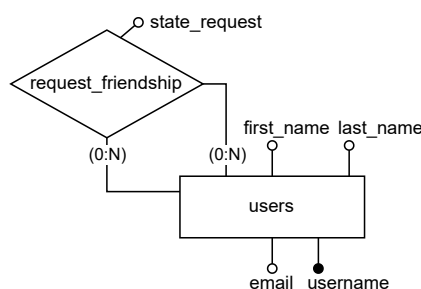 state_request
request_friendship
(0:N) (0:N)
first_name last_name
users
email username